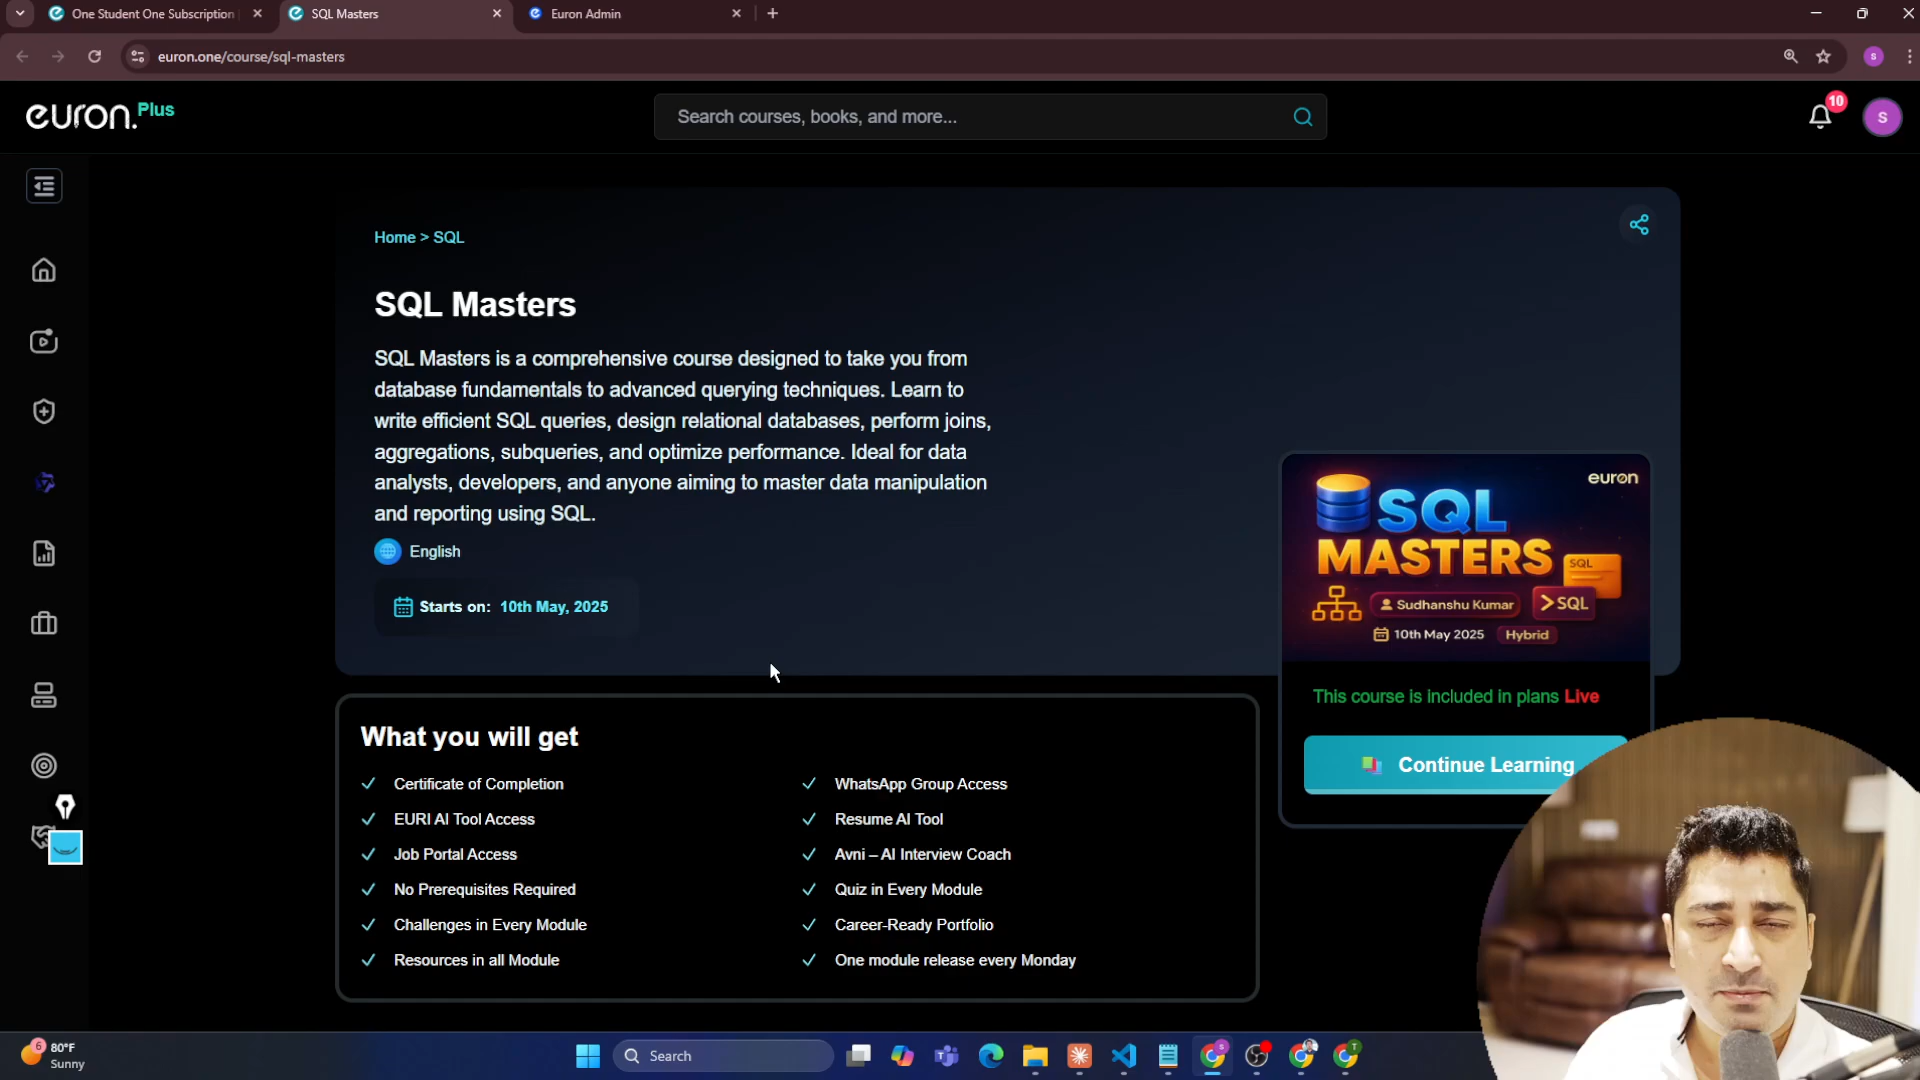 One Student One Subscription
SQL Masters
Euron Admin
euron.one/course/sql-masters
S
euron.Plus
Search courses, books, and more...
10
S
Home > SQL
SQL Masters
SQL Masters is a comprehensive course designed to take you from
database fundamentals to advanced querying techniques. Learn to
write efficient SQL queries, design relational databases, perform joins,
aggregations, subqueries, and optimize performance. Ideal for data
analysts, developers, and anyone aiming to master data manipulation
and reporting using SQL.
English
Starts on: 10th May, 2025
euron
SQL
MASTERS
SQL
Sudhanshu Kumar
>SQL
10th May 2025
Hybrid
This course is included in plans Live
Continue Learning
What you will get
Certificate of Completion
WhatsApp Group Access
EURI AI Tool Access
Resume AI Tool
Job Portal Access
Avni – AI Interview Coach
No Prerequisites Required
Quiz in Every Module
Challenges in Every Module
Career-Ready Portfolio
Resources in all Module
One module release every Monday
6
80°F
Sunny
Search
S
T